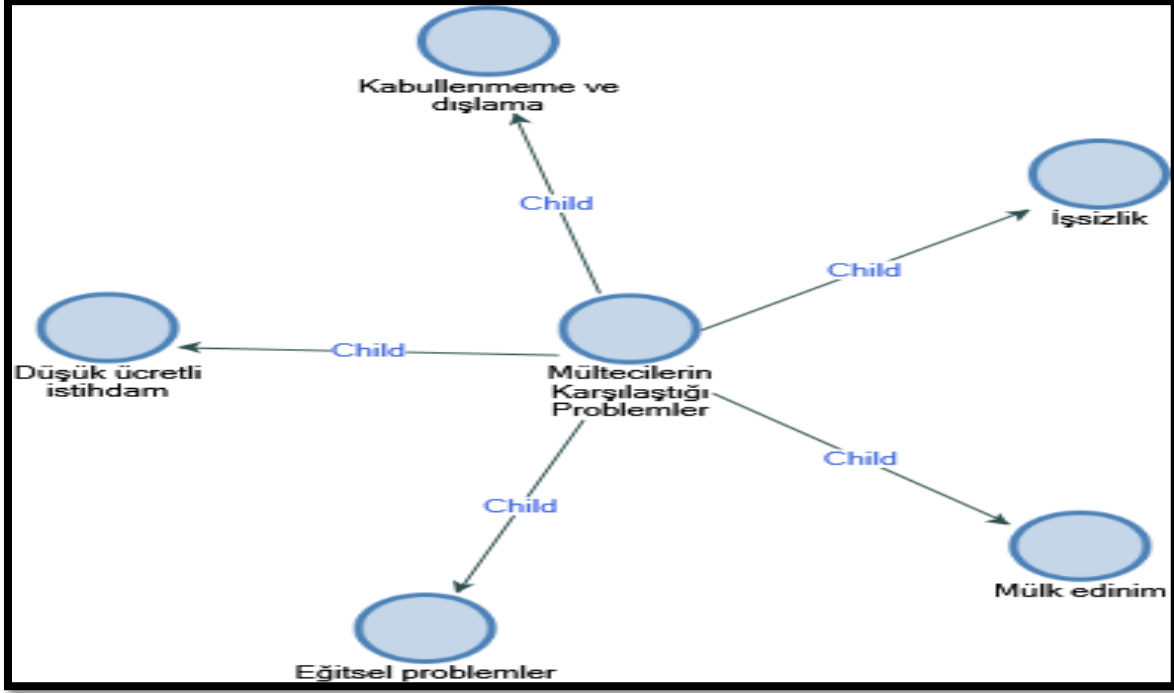 Kabullenmeme ve
dışlama
Child
İşsizlik
Child
Düşük ücretli
istihdam
Child
Mültecilerin
Karşılaştığı
Problemler
Child
Mülk edinim
Child
Eğitsel problemler